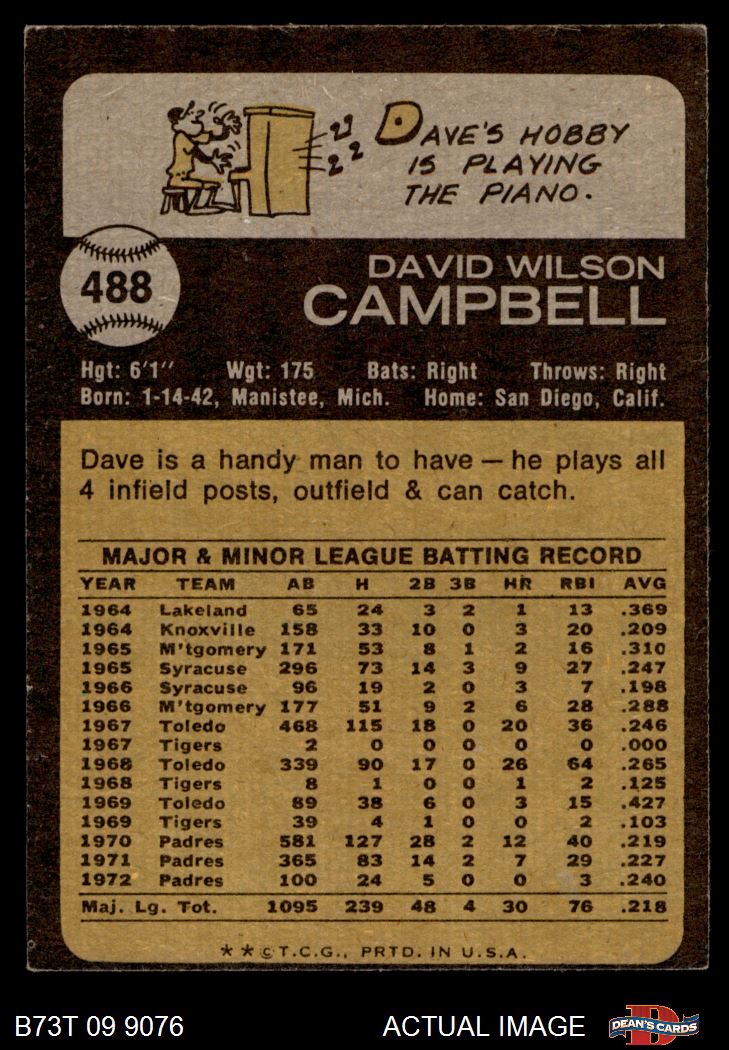 DAVE'S HOBBY
IS PLAYING
THE PIANO.
488
DAVID WILSON
CAMPBELL
Hgt: 6'1" Wgt: 175 Bats: Right Throws: Right
Born: 1-14-42, Manistee, Mich. Home: San Diego, Calif.
Dave is a handy man to have — he plays all
4 infield posts, outfield & can catch.
MAJOR & MINOR LEAGUE BATTING RECORD
YEAR TEAM AB H 2B 3B HR RBI AVG
1964 Lakeland 65 24 3 2 1 13 .369
1964 Knoxville 158 33 10 0 3 20 .209
1965 M'tgomery 171 53 8 1 2 16 .310
1965 Syracuse 296 73 14 3 9 27 .247
1966 Syracuse 96 19 2 0 3 7 .198
1966 M'tgomery 177 51 9 2 6 28 .288
1967 Toledo 468 115 18 0 20 36 .246
1967 Tigers 2 0 0 0 0 0 .000
1968 Toledo 339 90 17 0 26 64 .265
1968 Tigers 8 1 0 0 1 2 .125
1969 Toledo 89 38 6 0 3 15 .427
1969 Tigers 39 4 1 0 0 2 .103
1970 Padres 581 127 28 2 12 40 .219
1971 Padres 365 83 14 2 7 29 .227
1972 Padres 100 24 5 0 0 3 .240
Maj. Lg. Tot. 1095 239 48 4 30 76 .218
* * © T.C.G., PRTD. IN U.S.A.
B73T 09 9076 ACTUAL IMAGE D DEAN'S CARDS